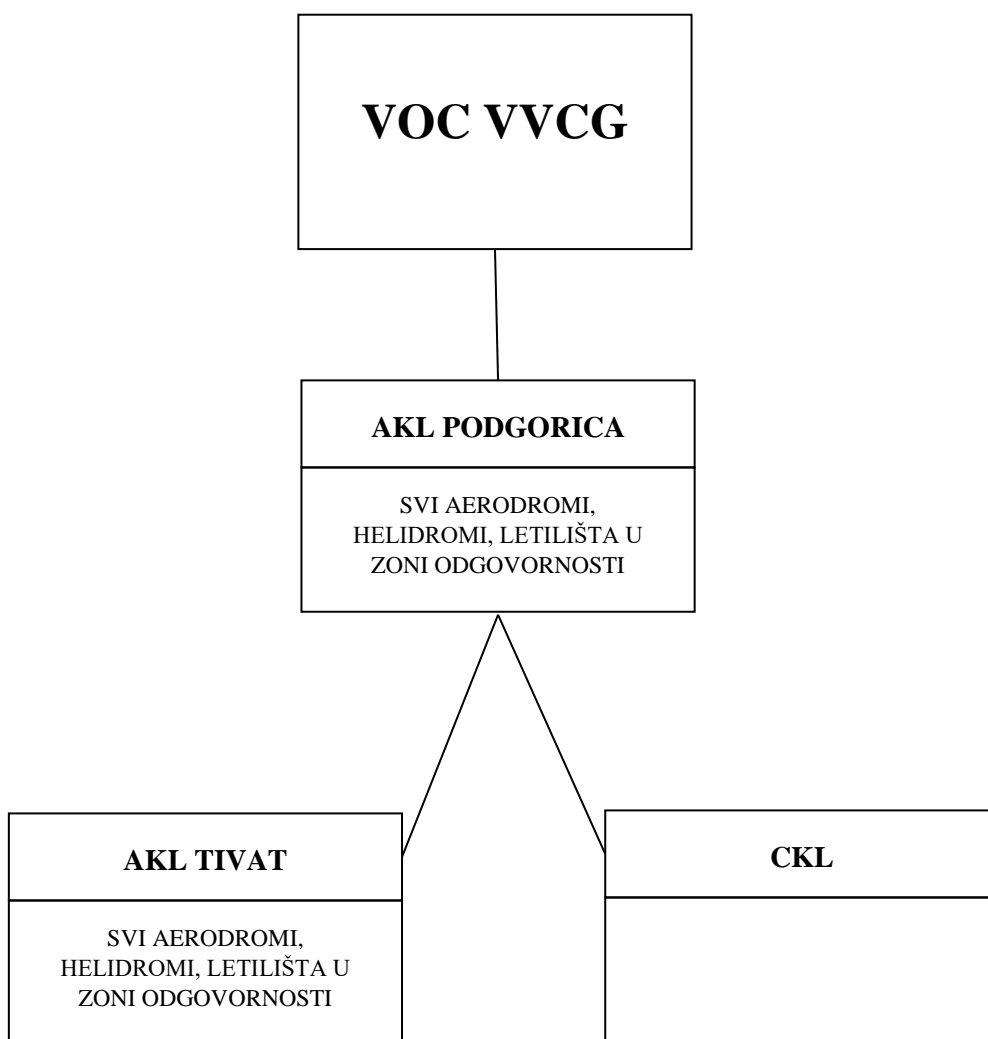 VOC VVCG
AKL PODGORICA
SVI AERODROMI,
HELIDROMI, LETILIŠTA U
ZONI ODGOVORNOSTI
AKL TIVAT
SVI AERODROMI,
HELIDROMI, LETILIŠTA U
ZONI ODGOVORNOSTI
CKL